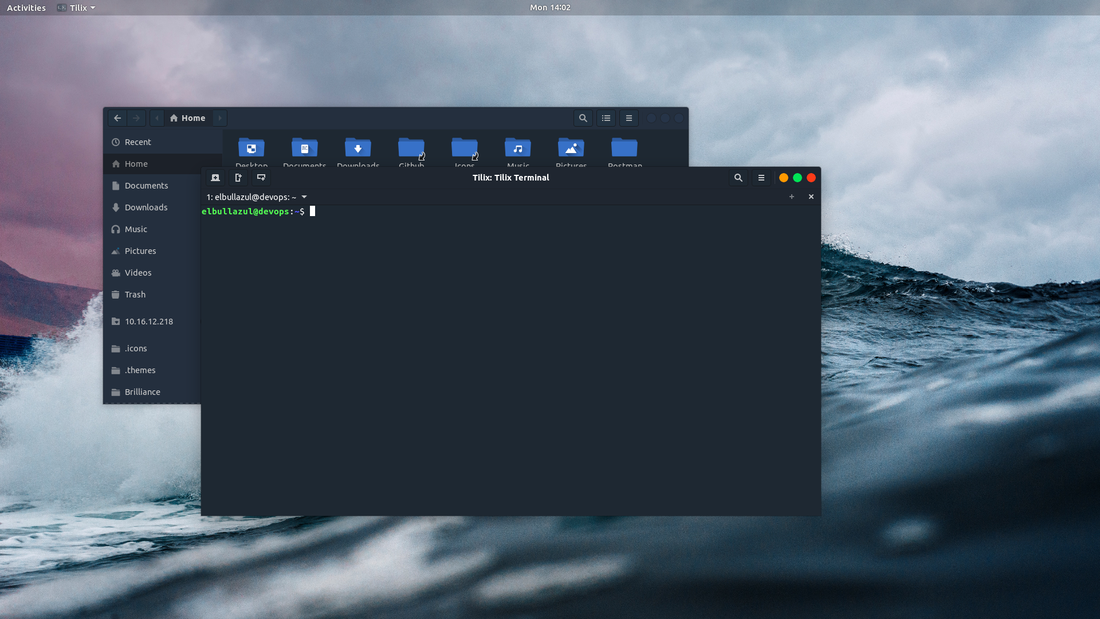 Activities Tilix Mon 14:02
Home
Recent
Home
Documents
Downloads
Music
Pictures
Videos
Trash
10.16.12.218
.icons
.themes
Brilliance
Desktop Documents Downloads Github Icons Music Pictures Postman
Tilix: Tilix Terminal
1: elbullazul@devops: ~
elbullazul@devops:~$